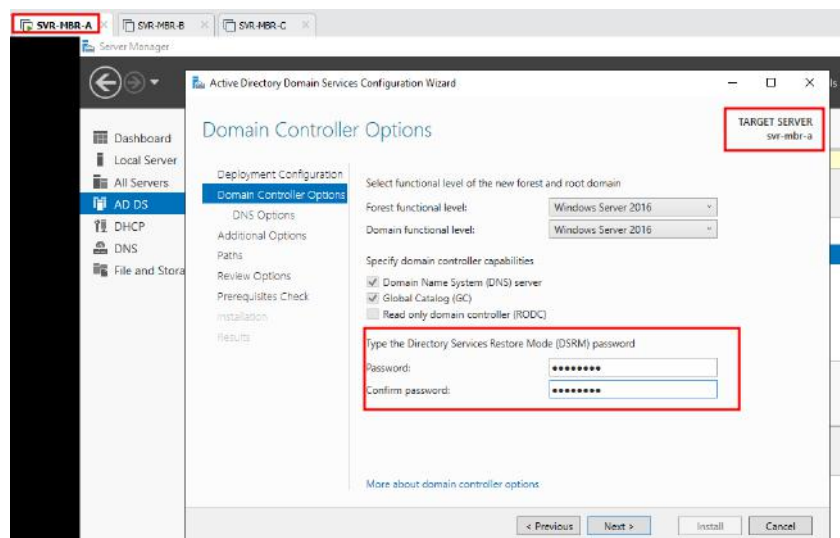 SVR-MBR-A
SVR-MBR-B
SVR-MBR-C
Server Manager
Active Directory Domain Services Configuration Wizard
Domain Controller Options
TARGET SERVER
svr-mbr-a
Dashboard
Local Server
All Servers
AD DS
DHCP
DNS
File and Stora
Deployment Configuration
Domain Controller Options
DNS Options
Additional Options
Paths
Review Options
Prerequisites Check
Installation
Results
Select functional level of the new forest and root domain
Forest functional level:
Windows Server 2016
Domain functional level:
Windows Server 2016
Specify domain controller capabilities
Domain Name System (DNS) server
Global Catalog (GC)
Read only domain controller (RODC)
Type the Directory Services Restore Mode (DSRM) password
Password:
●●●●●●●●
Confirm password:
●●●●●●●●
More about domain controller options
< Previous
Next >
Install
Cancel